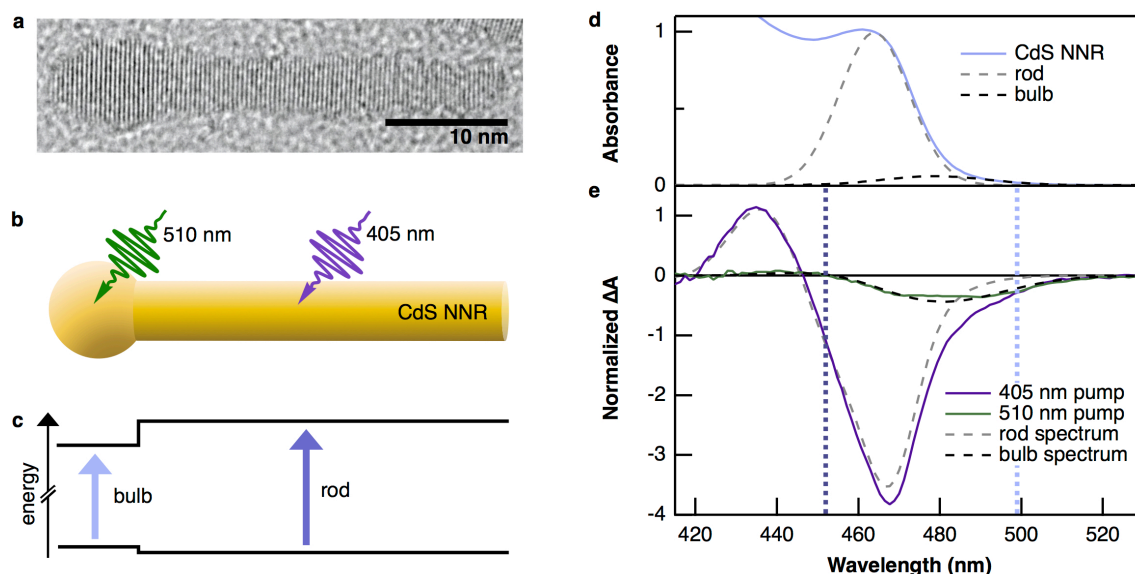 a
10 nm
b
510 nm
405 nm
CdS NNR
c
energy
bulb
rod
d
Absorbance
1
0
CdS NNR
rod
bulb
e
Normalized ΔA
1
0
-1
-2
-3
-4
405 nm pump
510 nm pump
rod spectrum
bulb spectrum
420
440
460
480
500
520
Wavelength (nm)